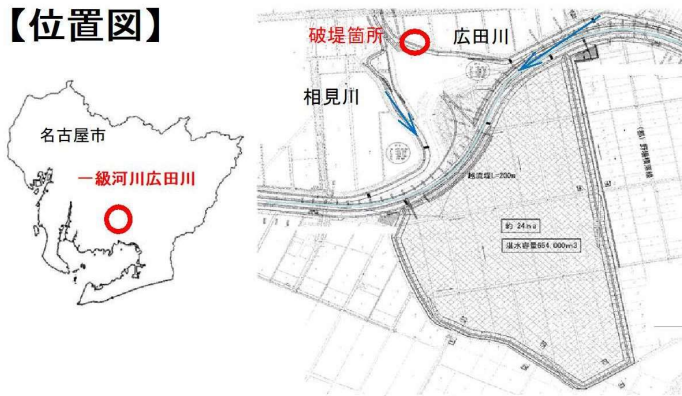 【位置図】
名古屋市
一級河川広田川
破堤箇所
広田川
相見川
越流堤L=200m
約 24ha
湛水容量664,000m3